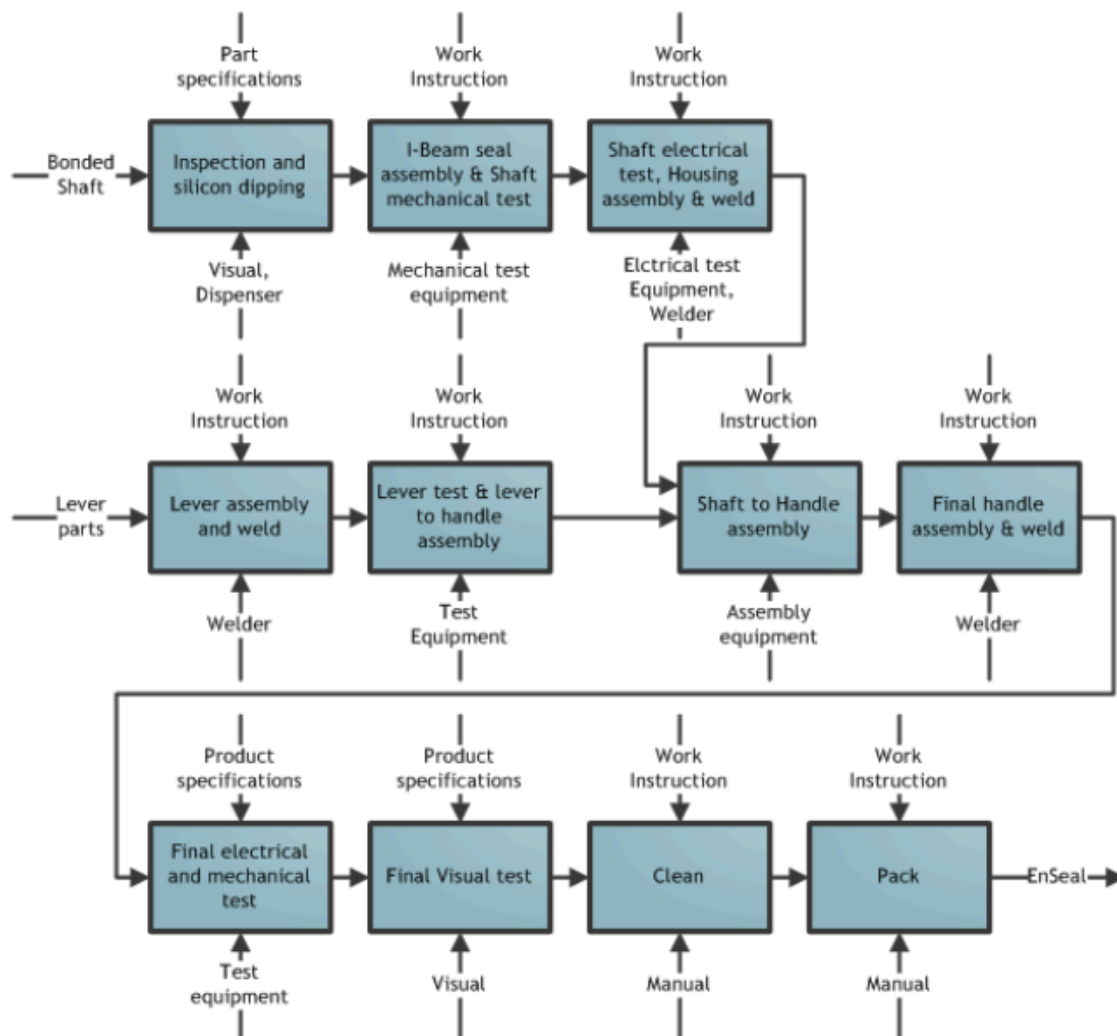 Part
specifications
Work
Instruction
Work
Instruction
Bonded
Shaft
Inspection and
silicon dipping
I-Beam seal
assembly & Shaft
mechanical test
Shaft electrical
test, Housing
assembly & weld
Visual,
Dispenser
Mechanical test
equipment
Elctrical test
Equipment,
Welder
Work
Instruction
Work
Instruction
Work
Instruction
Work
Instruction
Lever
parts
Lever assembly
and weld
Lever test & lever
to handle
assembly
Shaft to Handle
assembly
Final handle
assembly & weld
Welder
Test
Equipment
Assembly
equipment
Welder
Product
specifications
Product
specifications
Work
Instruction
Work
Instruction
Final electrical
and mechanical
test
Final Visual test
Clean
Pack
EnSeal
Test
equipment
Visual
Manual
Manual